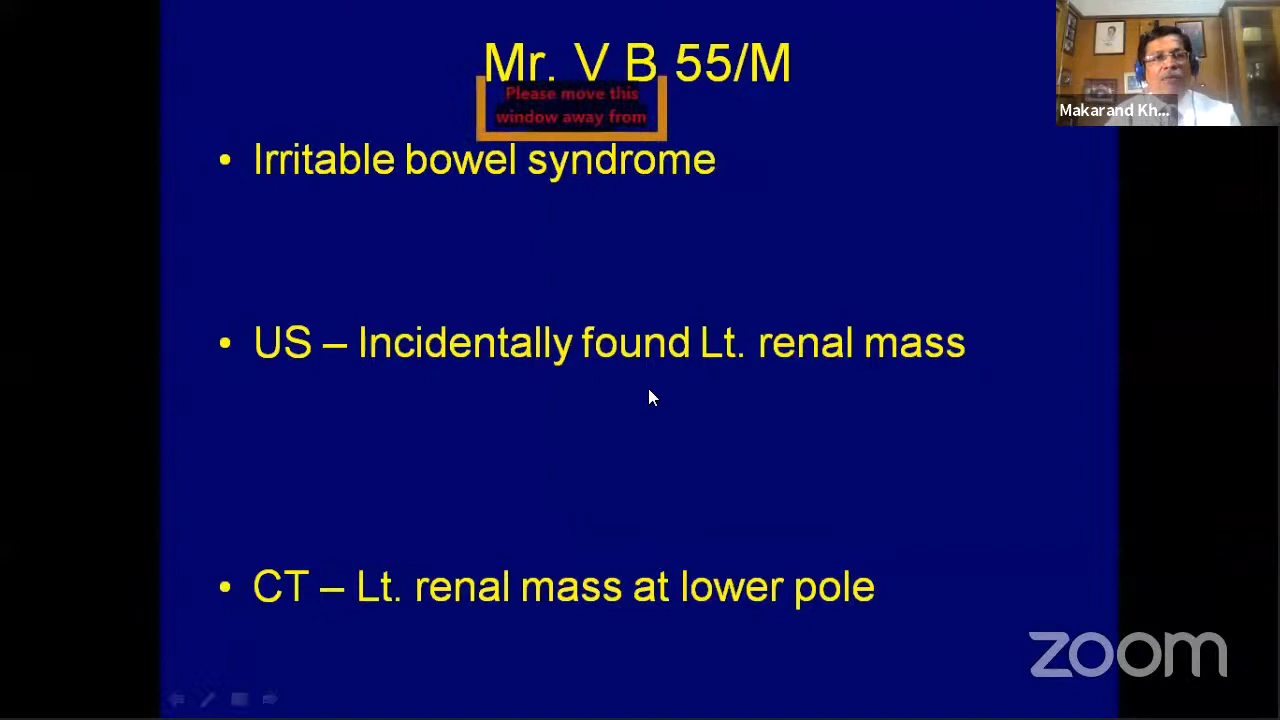 Mr. V B 55/M
Please move this
window away from
Makarand Kh...
• Irritable bowel syndrome
• US – Incidentally found Lt. renal mass
• CT – Lt. renal mass at lower pole
zoom